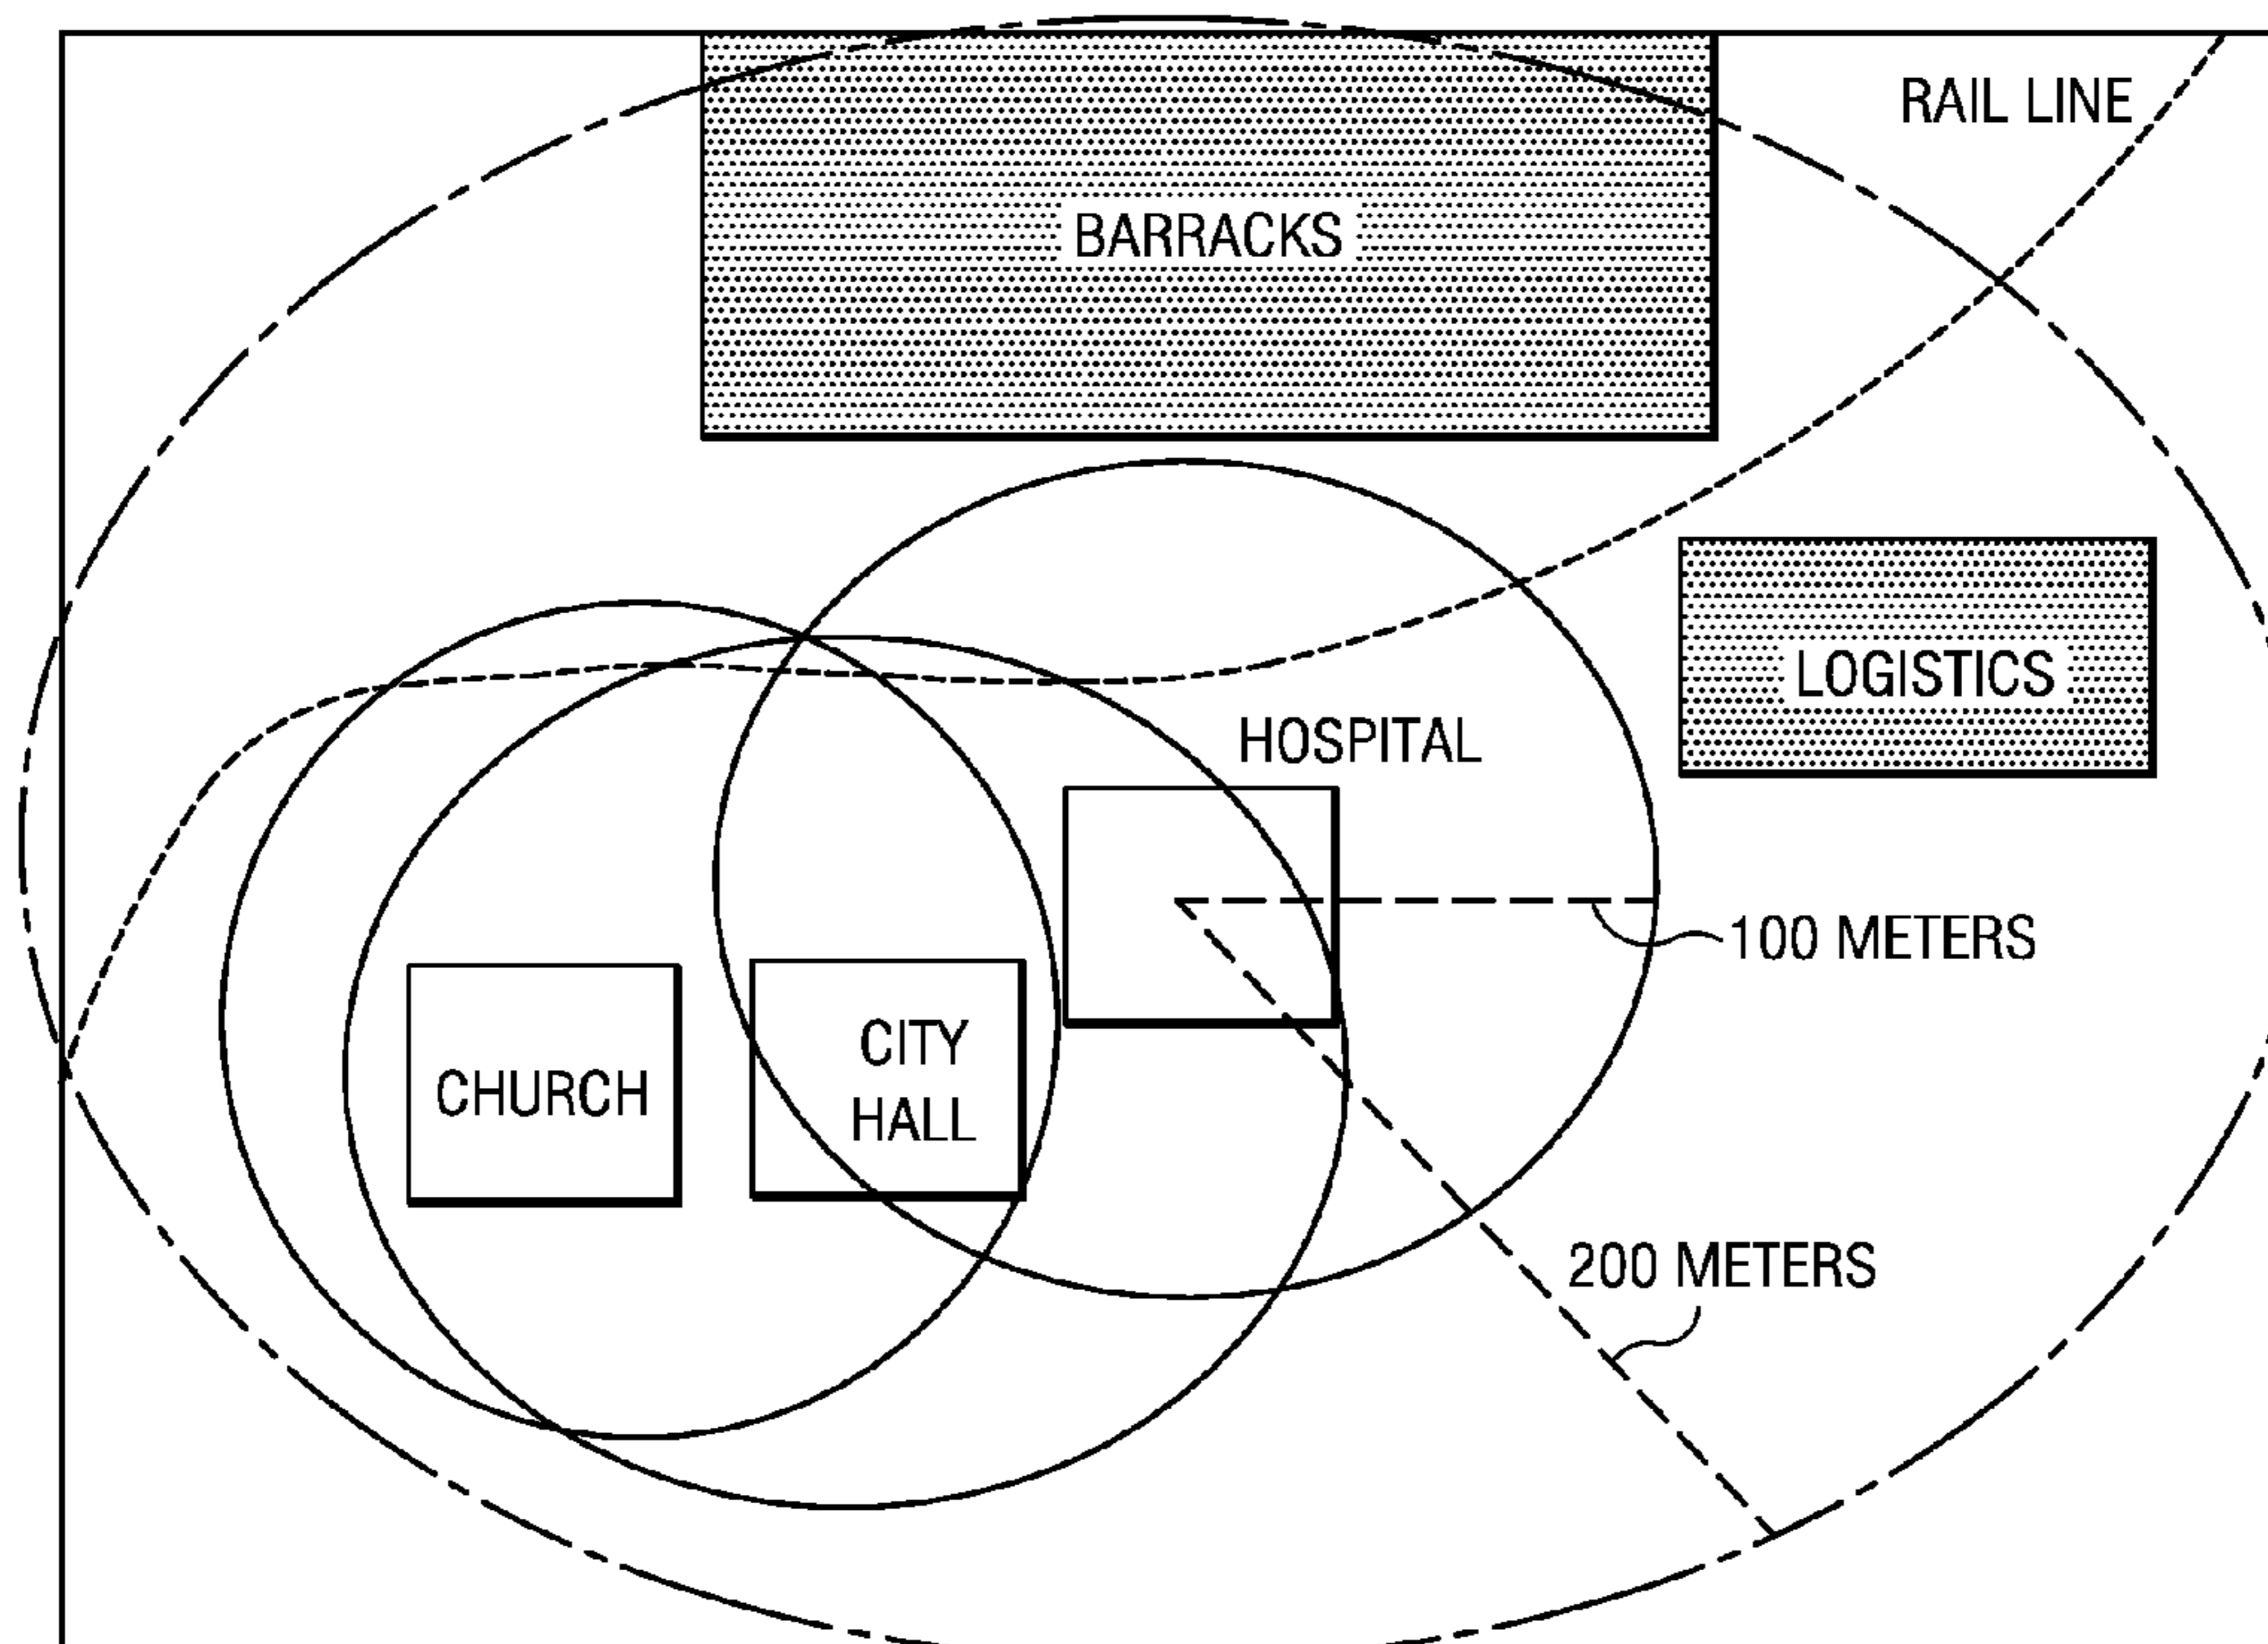 RAIL LINE
BARRACKS
LOGISTICS
HOSPITAL
100 METERS
CHURCH
CITY
HALL
200 METERS